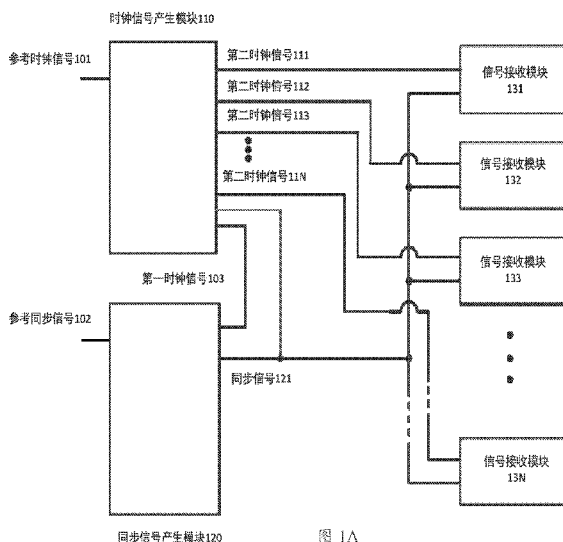 时钟信号产生模块110
参考时钟信号101
第二时钟信号111
第二时钟信号112
第二时钟信号113
第二时钟信号11N
信号接收模块
131
信号接收模块
132
信号接收模块
133
第一时钟信号103
参考同步信号102
同步信号121
信号接收模块
13N
同步信号产生模块120
图 1A